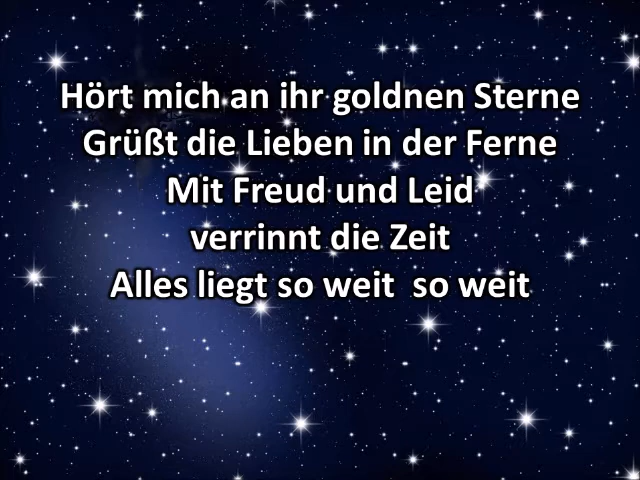 Hört mich an ihr goldnen Sterne
Grüßt die Lieben in der Ferne
Mit Freud und Leid
verrinnt die Zeit
Alles liegt so weit  so weit